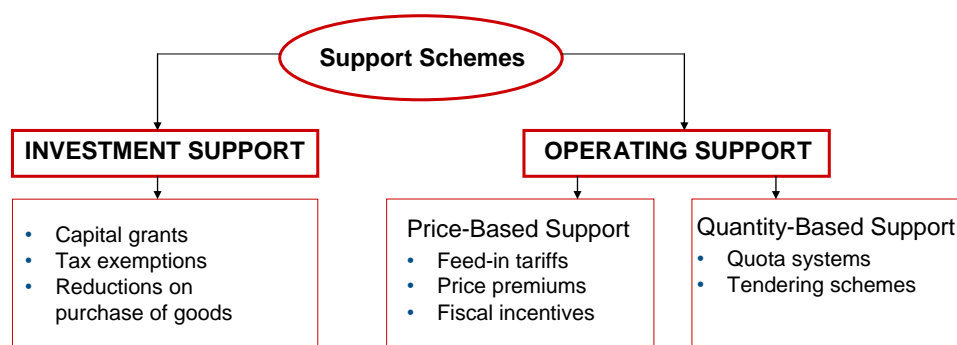 Support Schemes
INVESTMENT SUPPORT
OPERATING SUPPORT
• Capital grants
• Tax exemptions
• Reductions on
purchase of goods
Price-Based Support
• Feed-in tariffs
• Price premiums
• Fiscal incentives
Quantity-Based Support
• Quota systems
• Tendering schemes